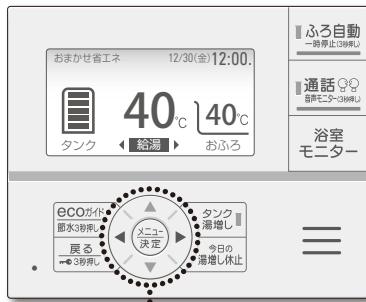 おまかせ省エネ 12/30(金)12:00.
40℃ 40℃
タンク 給湯 おふろ
ふろ自動
一時停止(3秒押し)
通話
音声モニター(3秒押し)
浴室
モニター
ecoガイド
節水3秒押し
戻る
3秒押し
メニュー
決定
タンク
湯増し
今日の
湯増し休止